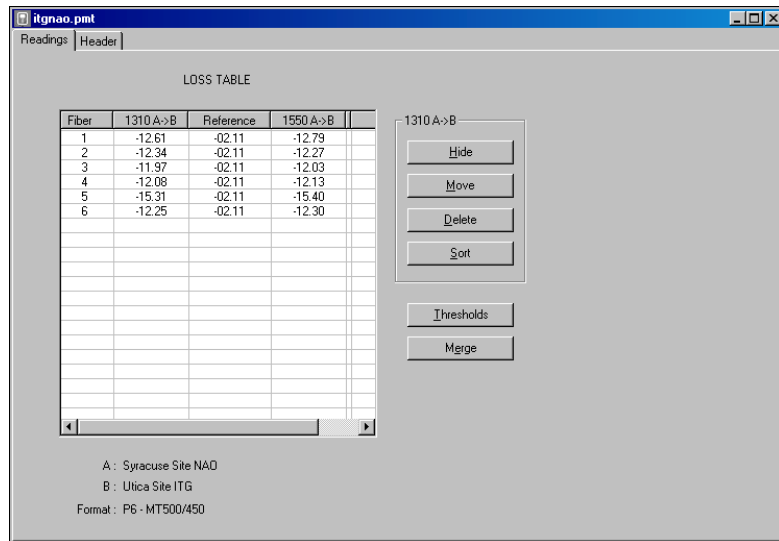 itgnao.pmt
Readings Header
LOSS TABLE
Fiber 1310 A->B Reference 1550 A->B
1 -12.61 -02.11 -12.79
2 -12.34 -02.11 -12.27
3 -11.97 -02.11 -12.03
4 -12.08 -02.11 -12.13
5 -15.31 -02.11 -15.40
6 -12.25 -02.11 -12.30
1310 A->B
Hide
Move
Delete
Sort
Thresholds
Merge
A : Syracuse Site NAO
B : Utica Site ITG
Format : P6 - MT500/450